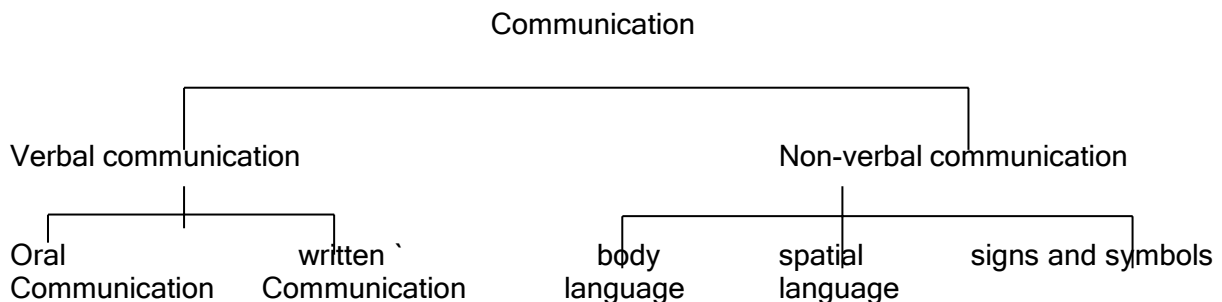 Communication
Verbal communication Non-verbal communication
Oral written ` body spatial signs and symbols
Communication Communication language language